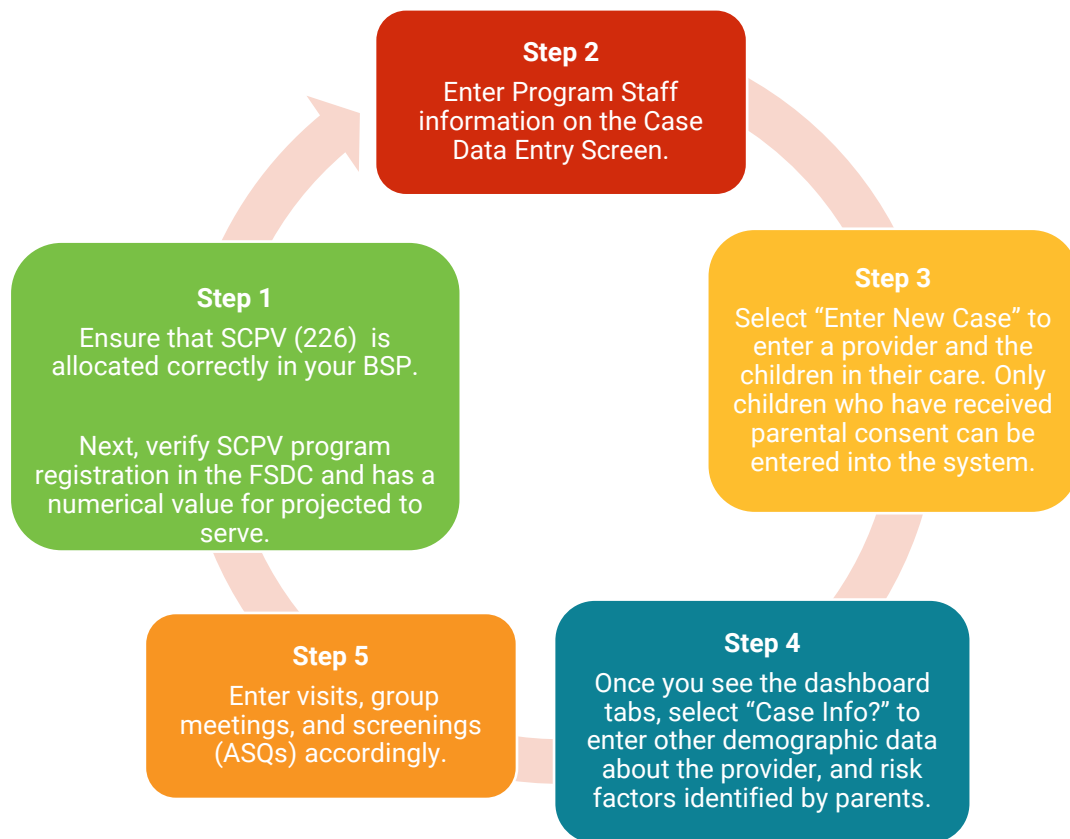 Step 2
Enter Program Staff
information on the Case
Data Entry Screen.
Step 1
Ensure that SCPV (226) is
allocated correctly in your BSP.
Next, verify SCPV program
registration in the FSDC and has a
numerical value for projected to
serve.
Step 3
Select “Enter New Case” to
enter a provider and the
children in their care. Only
children who have received
parental consent can be
entered into the system.
Step 5
Enter visits, group
meetings, and screenings
(ASQs) accordingly.
Step 4
Once you see the dashboard
tabs, select “Case Info?” to
enter other demographic data
about the provider, and risk
factors identified by parents.